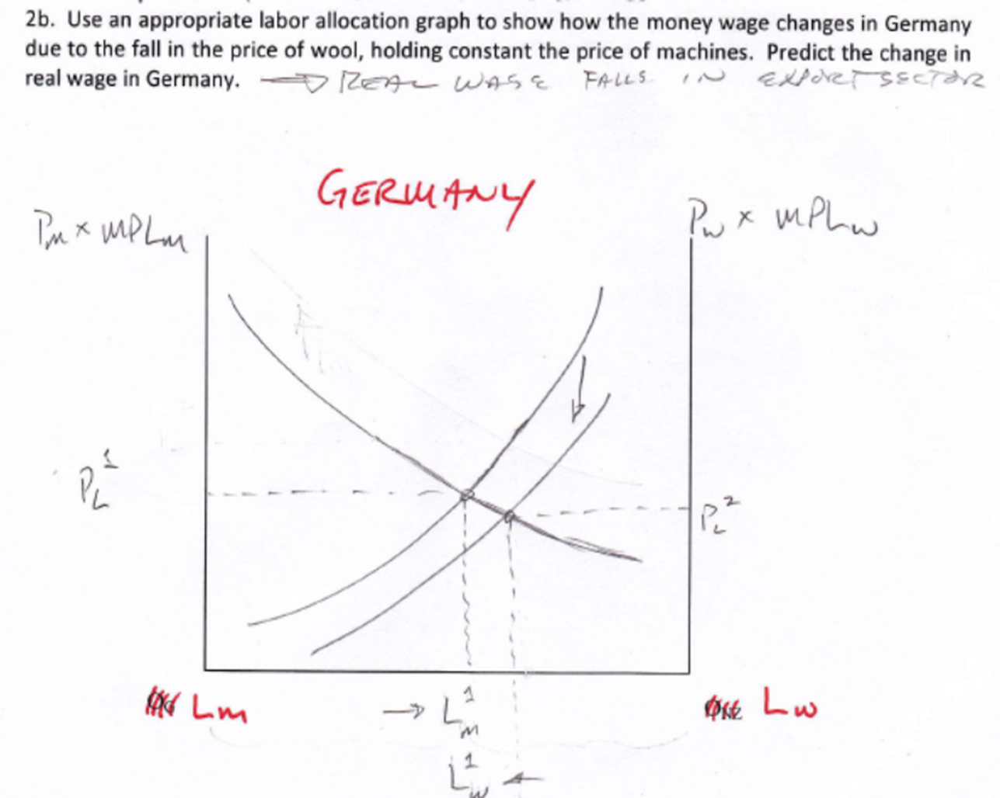 2b. Use an appropriate labor allocation graph to show how the money wage changes in Germany
due to the fall in the price of wool, holding constant the price of machines. Predict the change in
real wage in Germany. → REAL WAGE FALLS IN EXPORT SECTOR
GERMANY
Pm × MPLm
Pw × MPLw
PL¹
PL²
Lm
→ L¹m
Lw
L¹w ←